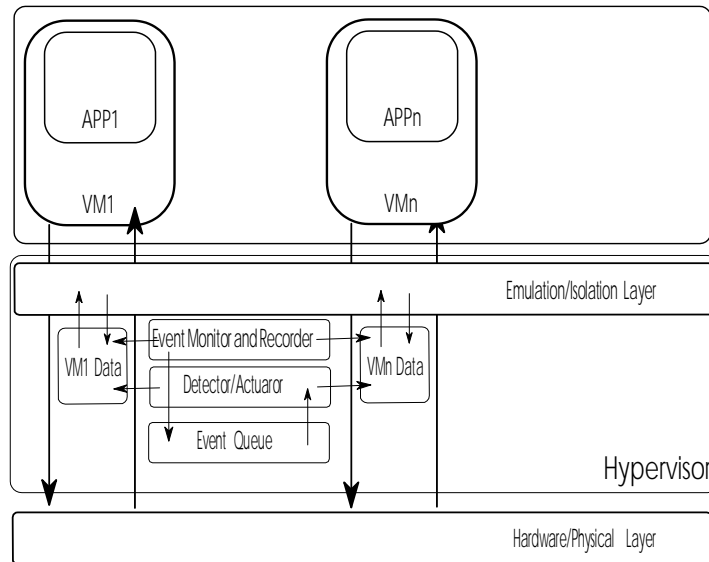 APP1
APPn
VM1
VMn
Emulation/Isolation Layer
Event Monitor and Recorder
VM1 Data
VMn Data
Detector/Actuaror
Event Queue
Hypervisor
Hardware/Physical Layer